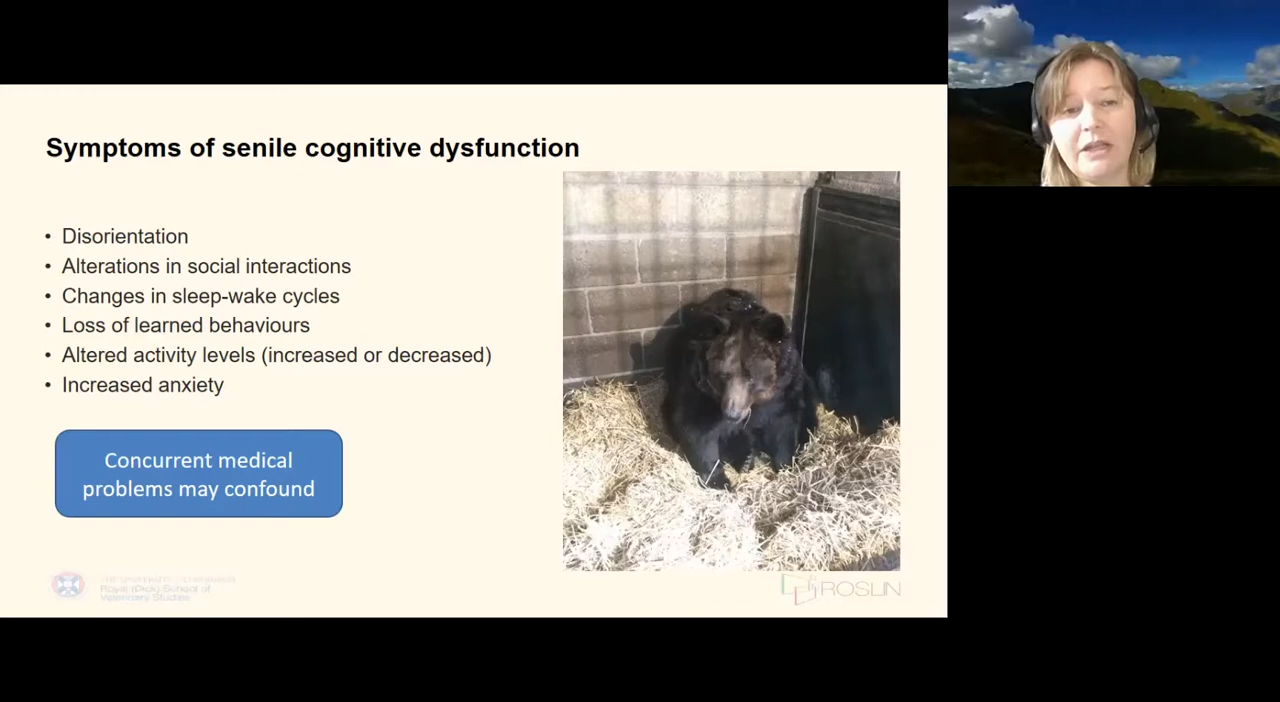 Symptoms of senile cognitive dysfunction
• Disorientation
• Alterations in social interactions
• Changes in sleep-wake cycles
• Loss of learned behaviours
• Altered activity levels (increased or decreased)
• Increased anxiety
Concurrent medical
problems may confound
Royal (Dick) School of
Veterinary Studies
ROSLIN